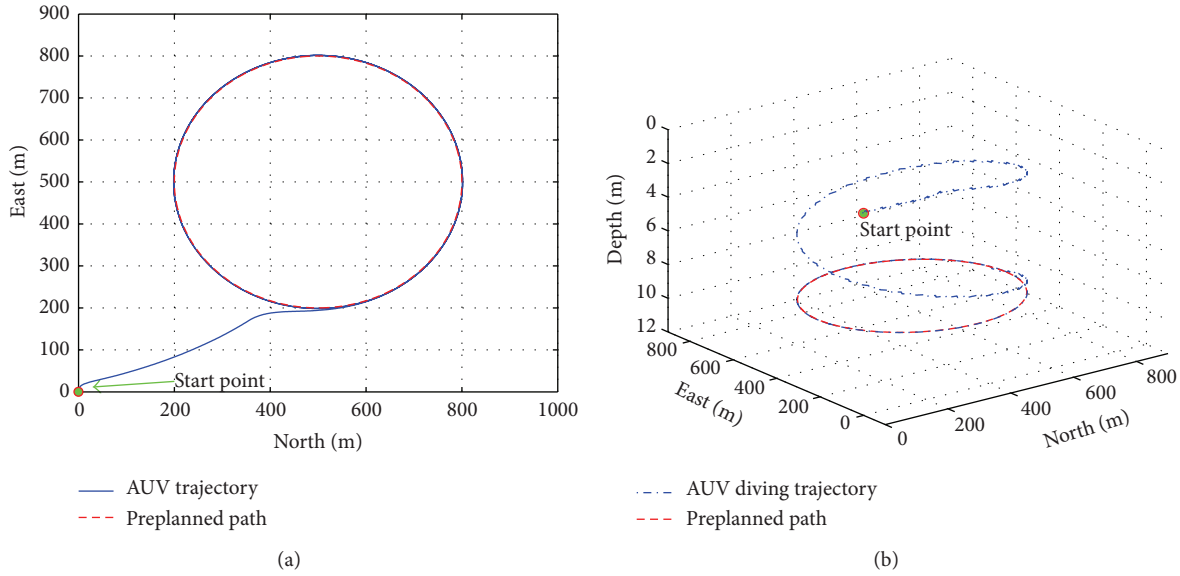 900
800
700
600
500
400
300
200
100
0
East (m)
Start point
0
200
400
600
800
1000
North (m)
AUV trajectory
Preplanned path
(a)
0
2
4
6
8
10
12
Depth (m)
Start point
800
600
400
200
0
East (m)
0
200
400
600
800
North (m)
AUV diving trajectory
Preplanned path
(b)